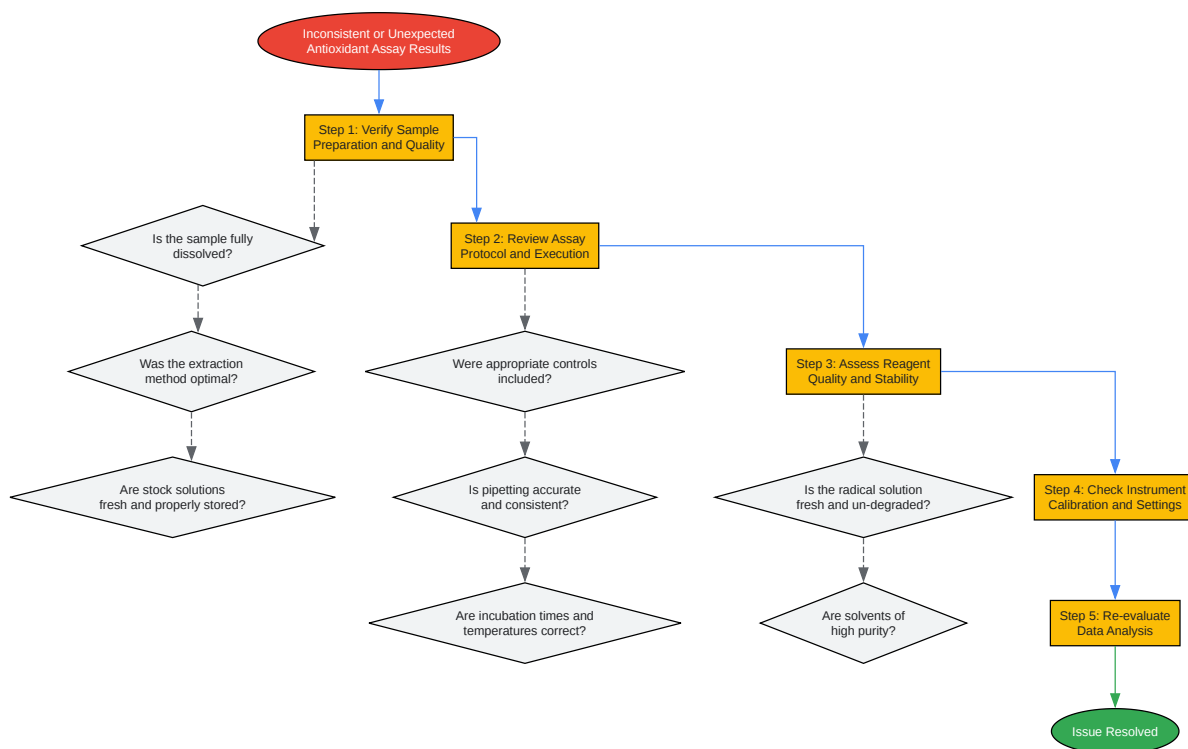 Inconsistent or Unexpected
Antioxidant Assay Results
Step 1: Verify Sample
Preparation and Quality
Is the sample fully
dissolved?
Step 2: Review Assay
Protocol and Execution
Was the extraction
method optimal?
Were appropriate controls
included?
Step 3: Assess Reagent
Quality and Stability
Are stock solutions
fresh and properly stored?
Is pipetting accurate
and consistent?
Is the radical solution
fresh and un-degraded?
Step 4: Check Instrument
Calibration and Settings
Are incubation times and
temperatures correct?
Are solvents of
high purity?
Step 5: Re-evaluate
Data Analysis
Issue Resolved